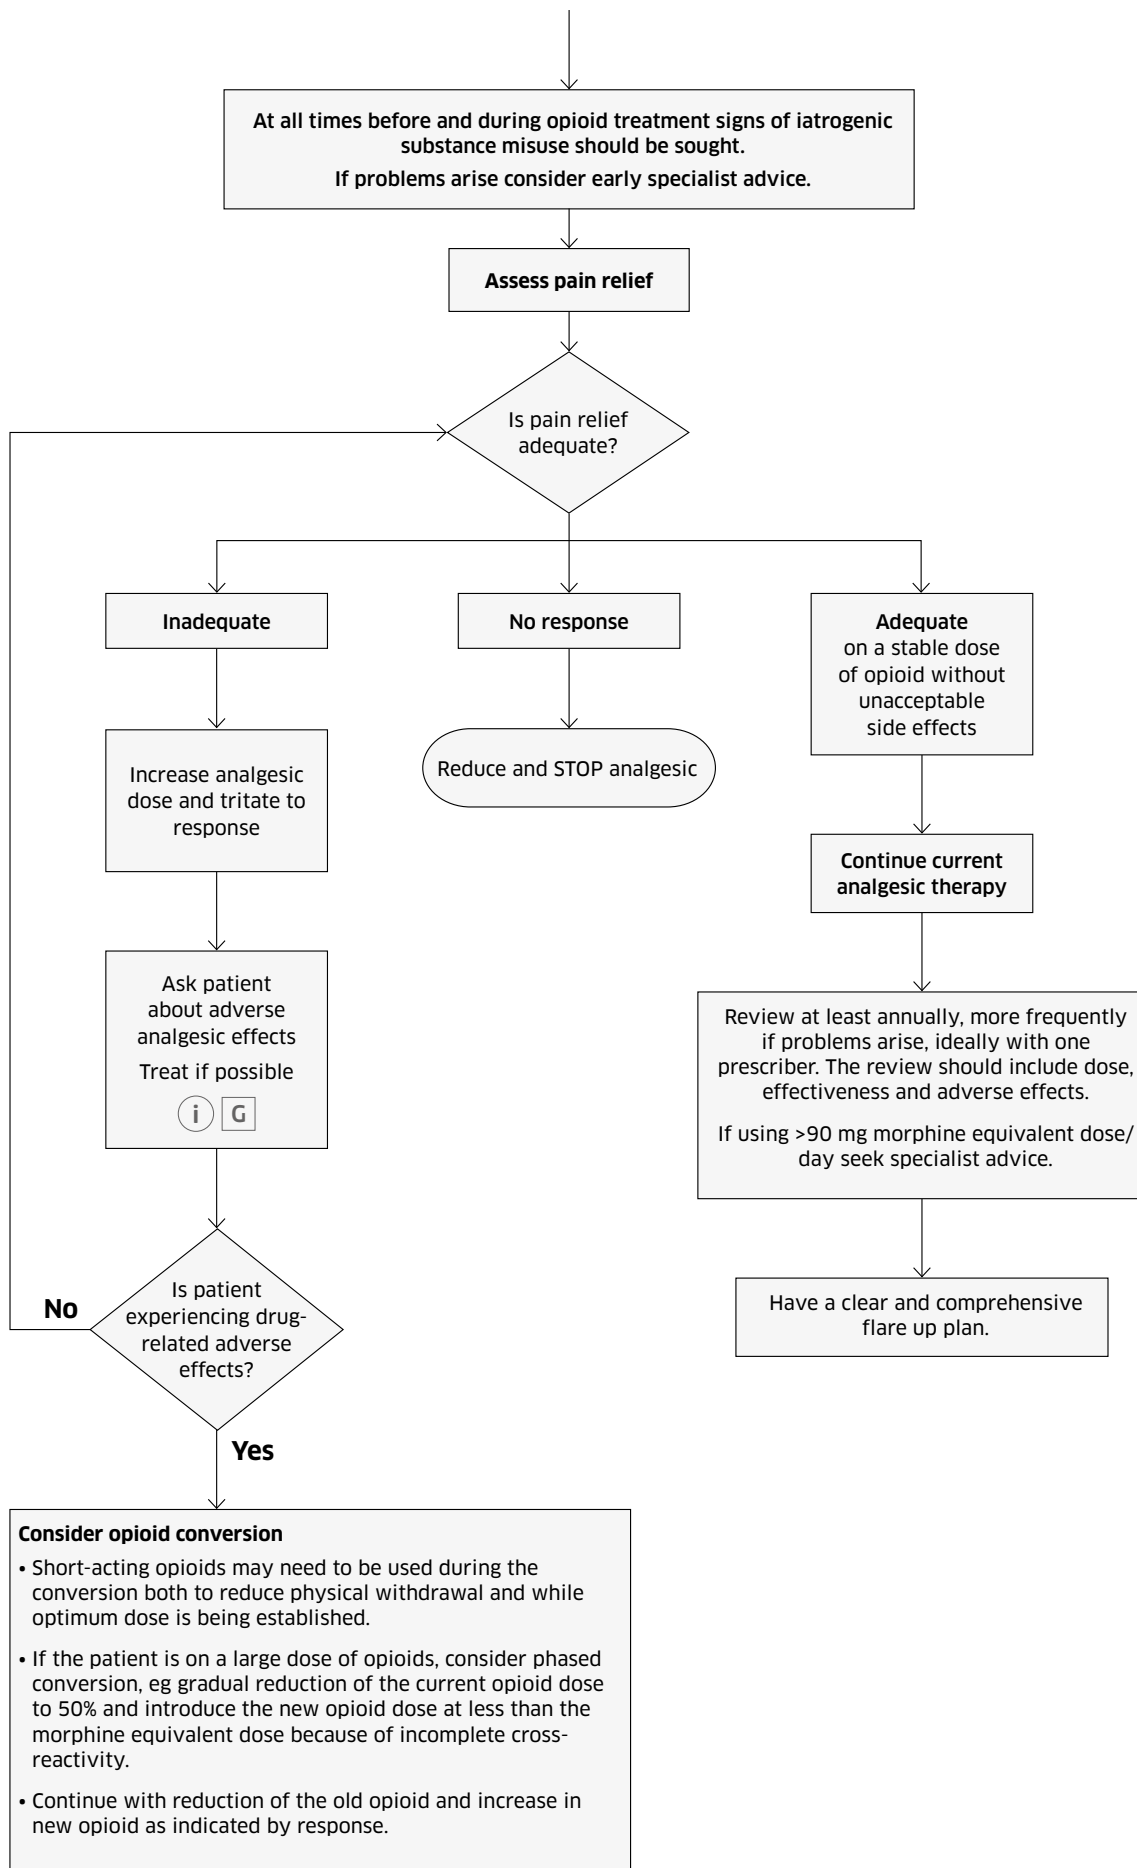 At all times before and during opioid treatment signs of iatrogenic
substance misuse should be sought.
If problems arise consider early specialist advice.
Assess pain relief
Is pain relief
adequate?
Inadequate
No response
Adequate
on a stable dose
of opioid without
unacceptable
side effects
Increase analgesic
dose and tritate to
response
Reduce and STOP analgesic
Continue current
analgesic therapy
Ask patient
about adverse
analgesic effects
Treat if possible
i G
Review at least annually, more frequently
if problems arise, ideally with one
prescriber. The review should include dose,
effectiveness and adverse effects.
If using >90 mg morphine equivalent dose/
day seek specialist advice.
Is patient
experiencing drug-
related adverse
effects?
No
Have a clear and comprehensive
flare up plan.
Yes
Consider opioid conversion
• Short-acting opioids may need to be used during the
conversion both to reduce physical withdrawal and while
optimum dose is being established.
• If the patient is on a large dose of opioids, consider phased
conversion, eg gradual reduction of the current opioid dose
to 50% and introduce the new opioid dose at less than the
morphine equivalent dose because of incomplete cross-
reactivity.
• Continue with reduction of the old opioid and increase in
new opioid as indicated by response.